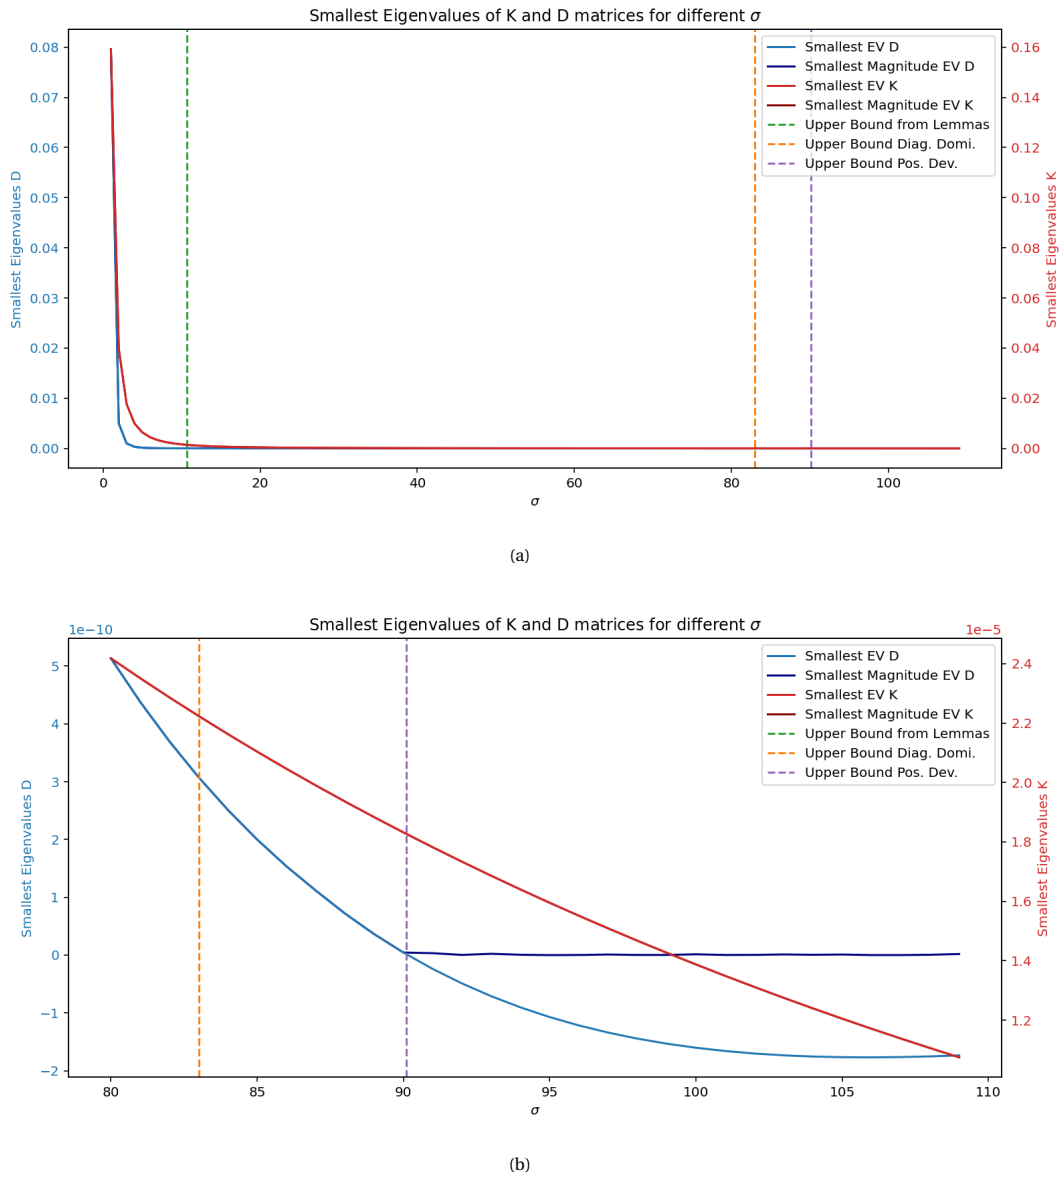 Smallest Eigenvalues of K and D matrices for different σ
Smallest Eigenvalues D
0.08
0.07
0.06
0.05
0.04
0.03
0.02
0.01
0.00
Smallest EV D
Smallest Magnitude EV D
Smallest EV K
Smallest Magnitude EV K
Upper Bound from Lemmas
Upper Bound Diag. Domi.
Upper Bound Pos. Dev.
0.16
0.14
0.12
0.10
0.08
0.06
0.04
0.02
0.00
Smallest Eigenvalues K
0 20 40 60 80 100
σ
(a)
Smallest Eigenvalues of K and D matrices for different σ
1e−10
1e−5
Smallest Eigenvalues D
5
4
3
2
1
0
−1
−2
Smallest EV D
Smallest Magnitude EV D
Smallest EV K
Smallest Magnitude EV K
Upper Bound from Lemmas
Upper Bound Diag. Domi.
Upper Bound Pos. Dev.
2.4
2.2
2.0
1.8
1.6
1.4
1.2
Smallest Eigenvalues K
80 85 90 95 100 105 110
σ
(b)